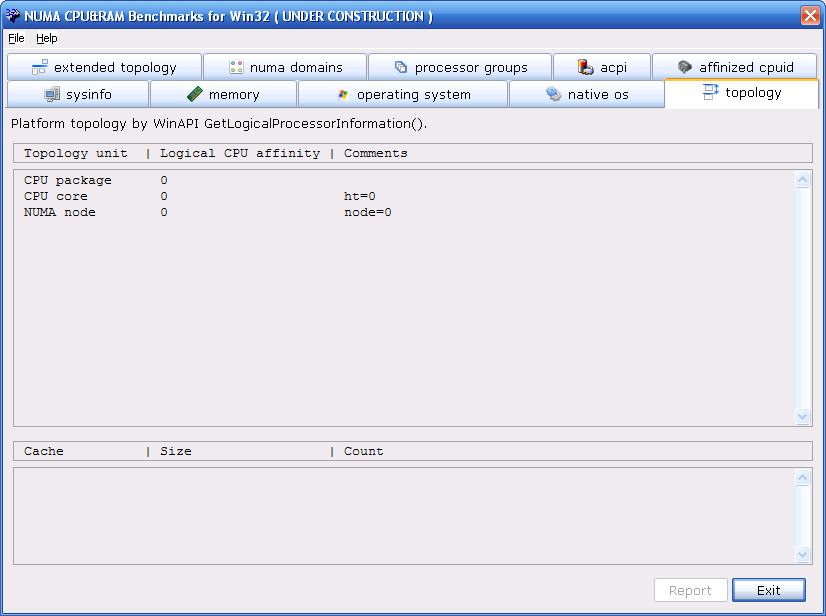 NUMA CPU&RAM Benchmarks for Win32 ( UNDER CONSTRUCTION )
File Help
extended topology numa domains processor groups acpi affinized cpuid
sysinfo memory operating system native os topology
Platform topology by WinAPI GetLogicalProcessorInformation().
Topology unit | Logical CPU affinity | Comments
CPU package 0
CPU core 0 ht=0
NUMA node 0 node=0
Cache | Size | Count
Report Exit